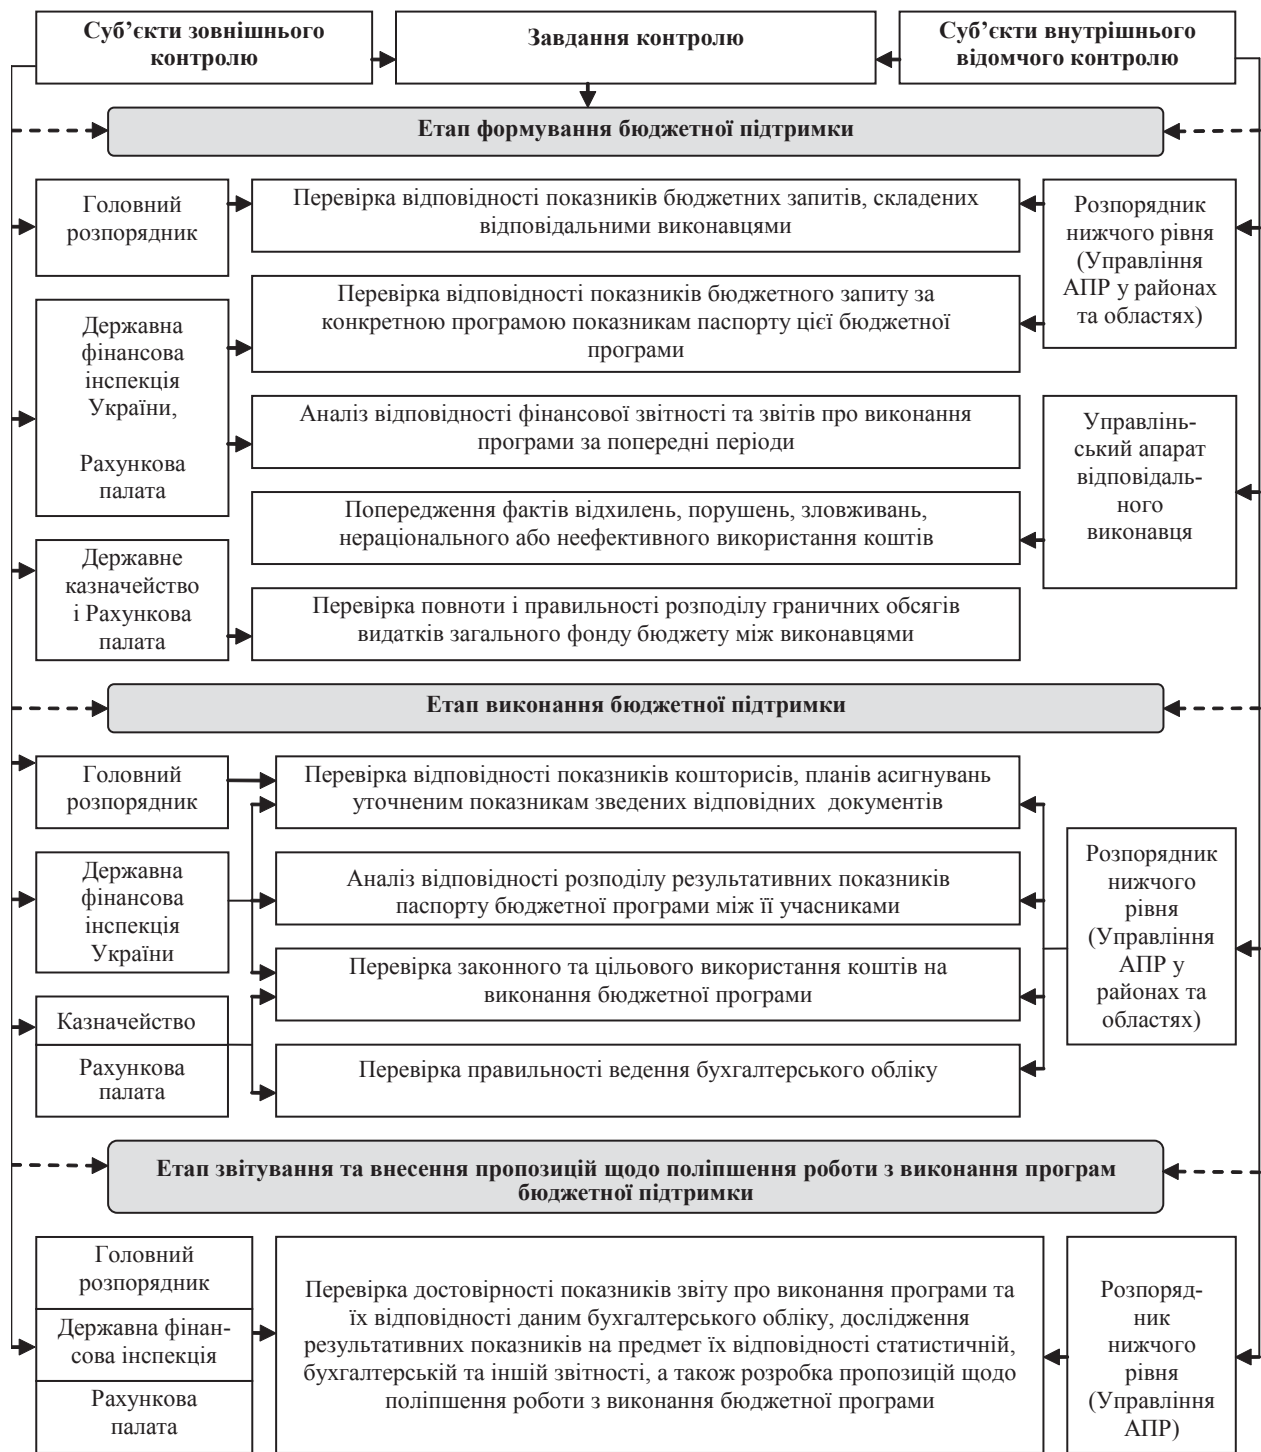 Суб’єкти зовнішнього
контролю
Завдання контролю
Суб’єкти внутрішнього
відомчого контролю
Етап формування бюджетної підтримки
Головний
розпорядник
Перевірка відповідності показників бюджетних запитів, складених
відповідальними виконавцями
Розпорядник
нижчого рівня
(Управління
АПР у районах
та областях)
Перевірка відповідності показників бюджетного запиту за
конкретною програмою показникам паспорту цієї бюджетної
програми
Державна
фінансова
інспекція
України,
Рахункова
палата
Аналіз відповідності фінансової звітності та звітів про виконання
програми за попередні періоди
Управлінь-
ський апарат
відповідаль-
ного
виконавця
Попередження фактів відхилень, порушень, зловживань,
нераціонального або неефективного використання коштів
Державне
казначейство
і Рахункова
палата
Перевірка повноти і правильності розподілу граничних обсягів
видатків загального фонду бюджету між виконавцями
Етап виконання бюджетної підтримки
Головний
розпорядник
Перевірка відповідності показників кошторисів, планів асигнувань
уточненим показникам зведених відповідних документів
Державна
фінансова
інспекція
України
Аналіз відповідності розподілу результативних показників
паспорту бюджетної програми між її учасниками
Розпорядник
нижчого
рівня
(Управління
АПР у
районах та
областях)
Перевірка законного та цільового використання коштів на
виконання бюджетної програми
Казначейство
Рахункова
палата
Перевірка правильності ведення бухгалтерського обліку
Етап звітування та внесення пропозицій щодо поліпшення роботи з виконання програм
бюджетної підтримки
Головний
розпорядник
Державна фінан-
сова інспекція
Рахункова
палата
Перевірка достовірності показників звіту про виконання програми та
їх відповідності даним бухгалтерського обліку, дослідження
результативних показників на предмет їх відповідності статистичній,
бухгалтерській та іншій звітності, а також розробка пропозицій щодо
поліпшення роботи з виконання бюджетної програми
Розпоряд-
ник
нижчого
рівня
(Управління
АПР)